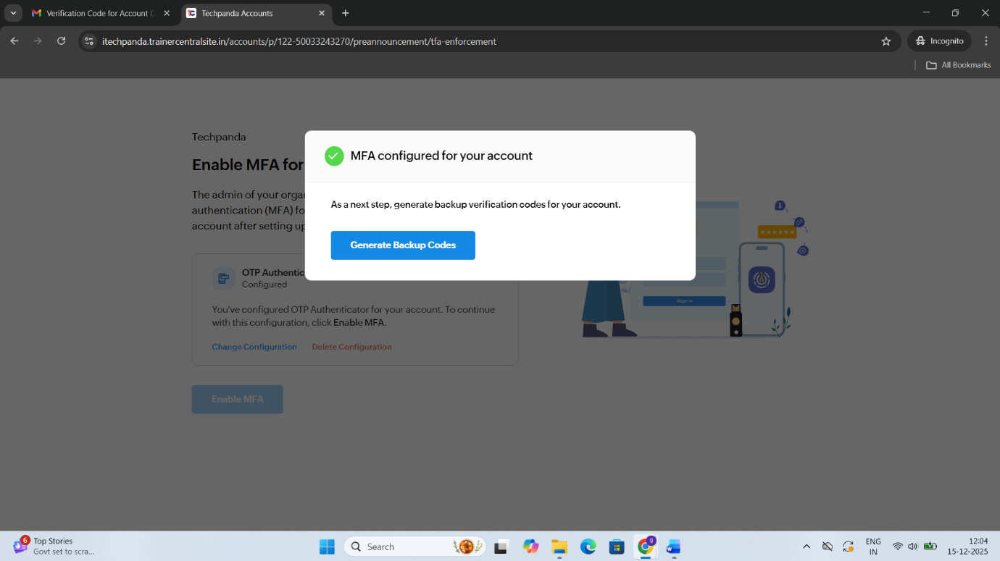 Verification Code for Account
Techpanda Accounts
itechpanda.trainercentralsite.in/accounts/p/122-50033243270/preannouncement/tfa-enforcement
Incognito
All Bookmarks
Techpanda
Enable MFA for
The admin of your orga
authentication (MFA) fo
account after setting up
MFA configured for your account
As a next step, generate backup verification codes for your account.
Generate Backup Codes
OTP Authentic
Configured
You've configured OTP Authenticator for your account. To continue
with this configuration, click Enable MFA.
Change Configuration Delete Configuration
Enable MFA
Sign in
6
Top Stories
Govt set to scra...
Search
9
ENG
IN
12:04
15-12-2025